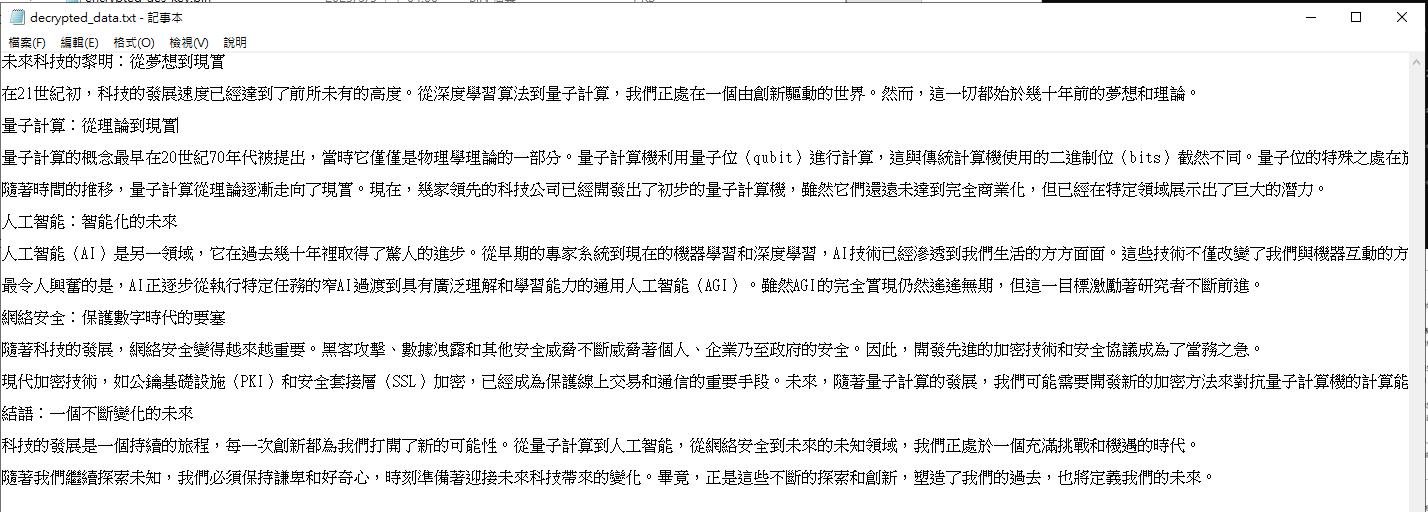 decrypted_data.txt - 記事本
檔案(F) 編輯(E) 格式(O) 檢視(V) 說明
未來科技的黎明：從夢想到現實
在21世紀初，科技的發展速度已經達到了前所未有的高度。從深度學習算法到量子計算，我們正處在一個由創新驅動的世界。然而，這一切都始於幾十年前的夢想和理論。
量子計算：從理論到現實
量子計算的概念最早在20世紀70年代被提出，當時它僅僅是物理學理論的一部分。量子計算機利用量子位（qubit）進行計算，這與傳統計算機使用的二進制位（bits）截然不同。量子位的特殊之處在於
隨著時間的推移，量子計算從理論逐漸走向了現實。現在，幾家領先的科技公司已經開發出了初步的量子計算機，雖然它們還遠未達到完全商業化，但已經在特定領域展示出了巨大的潛力。
人工智能：智能化的未來
人工智能（AI）是另一領域，它在過去幾十年裡取得了驚人的進步。從早期的專家系統到現在的機器學習和深度學習，AI技術已經滲透到我們生活的方方面面。這些技術不僅改變了我們與機器互動的方
最令人興奮的是，AI正逐步從執行特定任務的窄AI過渡到具有廣泛理解和學習能力的通用人工智能（AGI）。雖然AGI的完全實現仍然遙遙無期，但這一目標激勵著研究者不斷前進。
網絡安全：保護數字時代的要塞
隨著科技的發展，網絡安全變得越來越重要。黑客攻擊、數據洩露和其他安全威脅不斷威脅著個人、企業乃至政府的安全。因此，開發先進的加密技術和安全協議成為了當務之急。
現代加密技術，如公鑰基礎設施（PKI）和安全套接層（SSL）加密，已經成為保護線上交易和通信的重要手段。未來，隨著量子計算的發展，我們可能需要開發新的加密方法來對抗量子計算機的計算能
結語：一個不斷變化的未來
科技的發展是一個持續的旅程，每一次創新都為我們打開了新的可能性。從量子計算到人工智能，從網絡安全到未來的未知領域，我們正處於一個充滿挑戰和機遇的時代。
隨著我們繼續探索未知，我們必須保持謙卑和好奇心，時刻準備著迎接未來科技帶來的變化。畢竟，正是這些不斷的探索和創新，塑造了我們的過去，也將定義我們的未來。